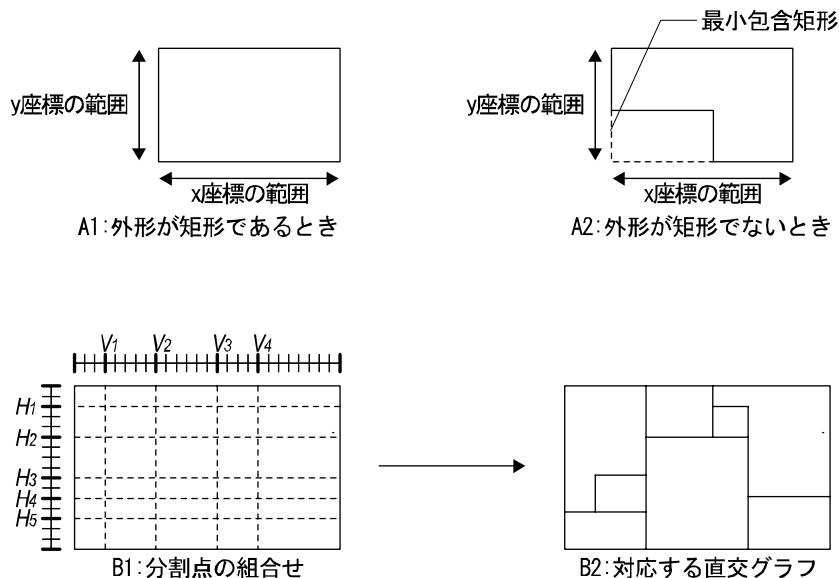 最小包含矩形
y座標の範囲
x座標の範囲
A1:外形が矩形であるとき
y座標の範囲
x座標の範囲
A2:外形が矩形でないとき
V1 V2 V3 V4
H1
H2
H3
H4
H5
B1:分割点の組合せ
B2:対応する直交グラフ